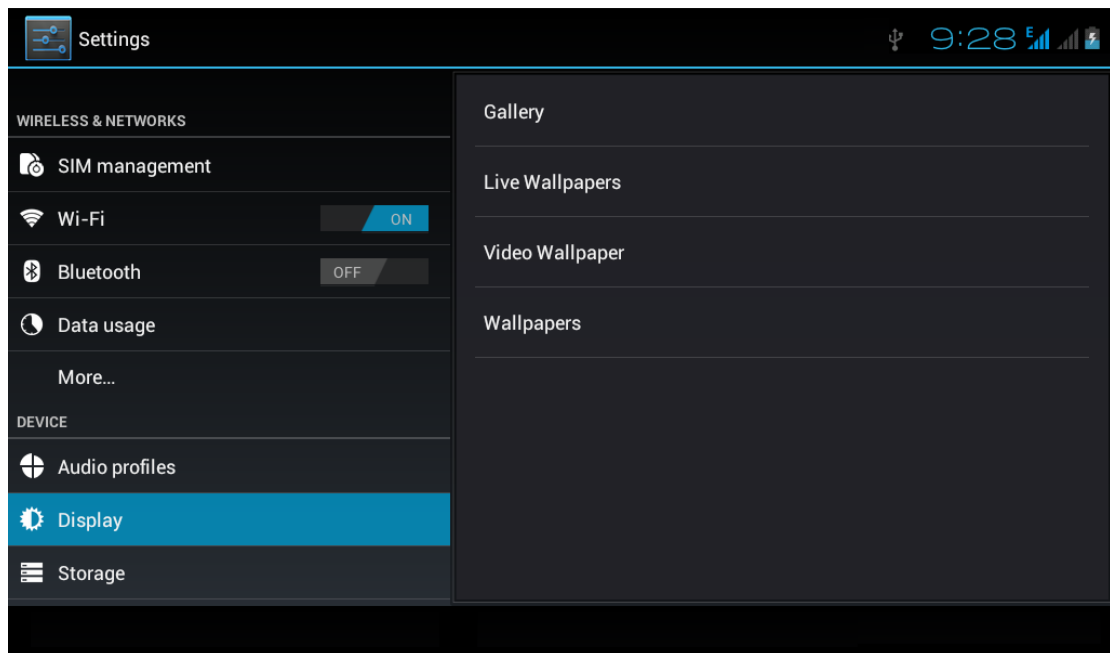 Settings
9:28 E
WIRELESS & NETWORKS
SIM management
Wi-Fi ON
Bluetooth OFF
Data usage
More...
DEVICE
Audio profiles
Display
Storage
Gallery
Live Wallpapers
Video Wallpaper
Wallpapers